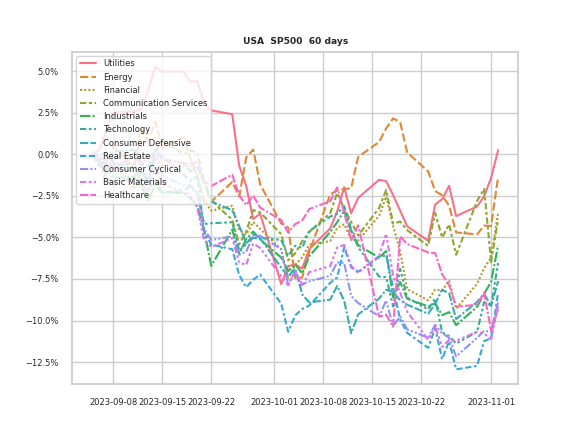 USA SP500 60 days
5.0%
2.5%
0.0%
−2.5%
−5.0%
−7.5%
−10.0%
−12.5%
Utilities
Energy
Financial
Communication Services
Industrials
Technology
Consumer Defensive
Real Estate
Consumer Cyclical
Basic Materials
Healthcare
2023-09-08 2023-09-15 2023-09-22 2023-10-01 2023-10-08 2023-10-15 2023-10-22 2023-11-01